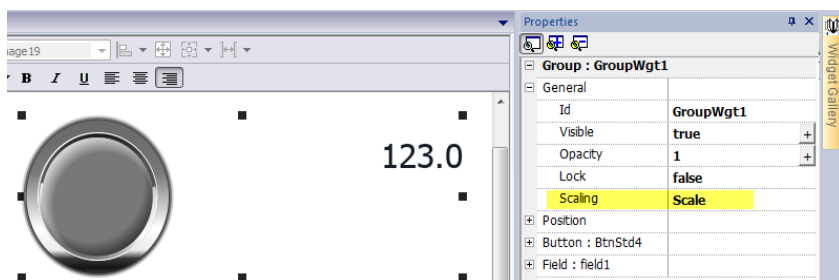 Properties
age19
B I U
Group : GroupWgt1
General
Id GroupWgt1
Visible true +
Opacity 1 +
Lock false
Scaling Scale
Position
Button : BtnStd4
Field : field1
123.0
Widget Gallery